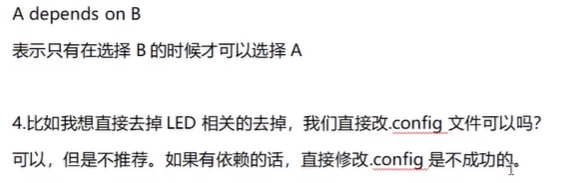 A depends on B
表示只有在选择 B 的时候才可以选择 A
4.比如我想直接去掉 LED 相关的去掉，我们直接改.config 文件可以吗？
可以，但是不推荐。如果有依赖的话，直接修改.config 是不成功的。